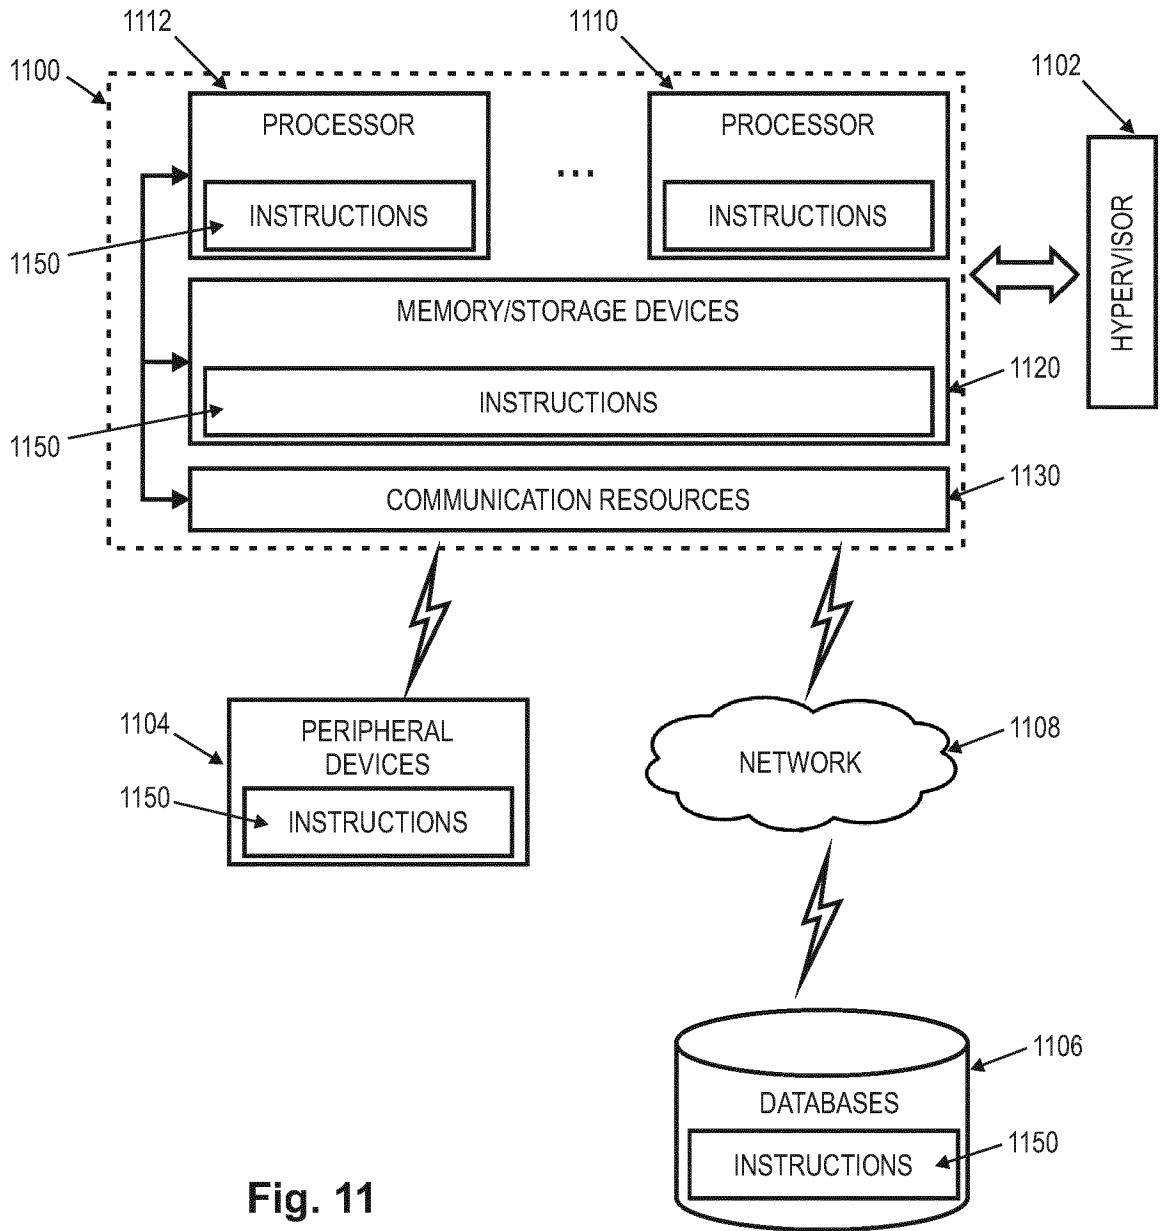 1112
1110
1100
1102
PROCESSOR
PROCESSOR
...
INSTRUCTIONS
INSTRUCTIONS
1150
HYPERVISOR
MEMORY/STORAGE DEVICES
1120
INSTRUCTIONS
1150
1130
COMMUNICATION RESOURCES
1104
PERIPHERAL
DEVICES
1108
NETWORK
1150
INSTRUCTIONS
1106
DATABASES
1150
INSTRUCTIONS
Fig. 11